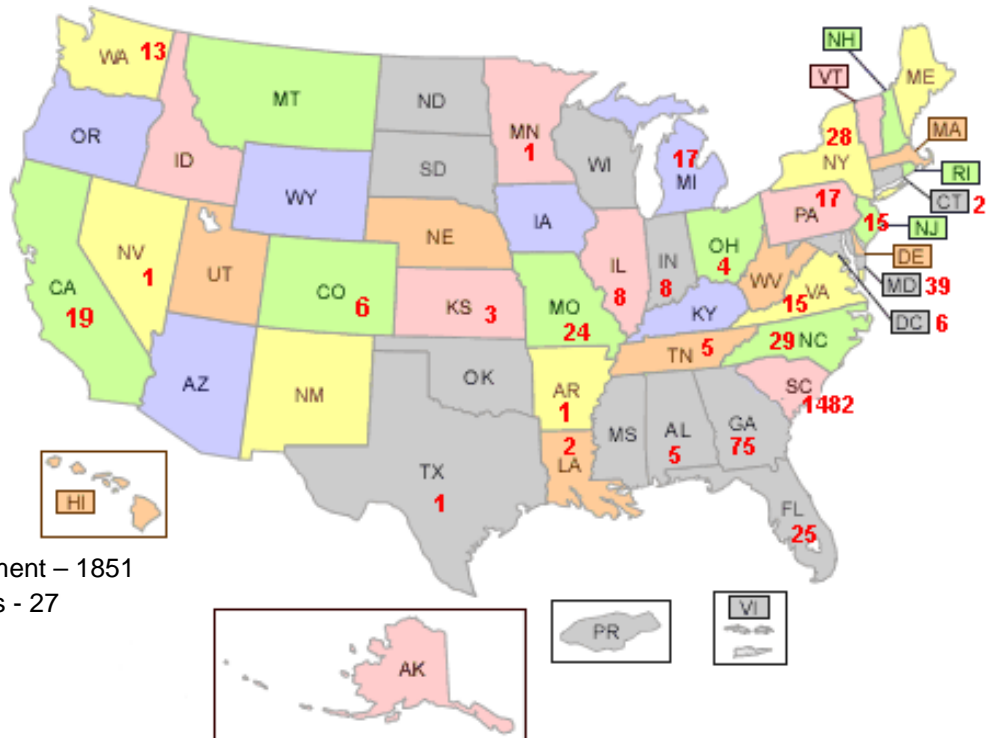 NH
WA 13
VT
ME
MT
ND
MN
1
OR
ID
SD
WI
28
NY
MA
17
MI
RI
WY
CT 2
17
PA
IA
15
NJ
NE
NV
1
UT
OH
4
DE
IL
8
IN
8
MD 39
WV
VA
15
CA
19
CO 6
KS 3
MO
24
KY
DC 6
29 NC
TN 5
AZ
NM
OK
AR
1
SC
1482
GA
75
MS
AL
5
2
LA
TX
1
HI
FL
25
ment – 1851
s - 27
VI
PR
AK